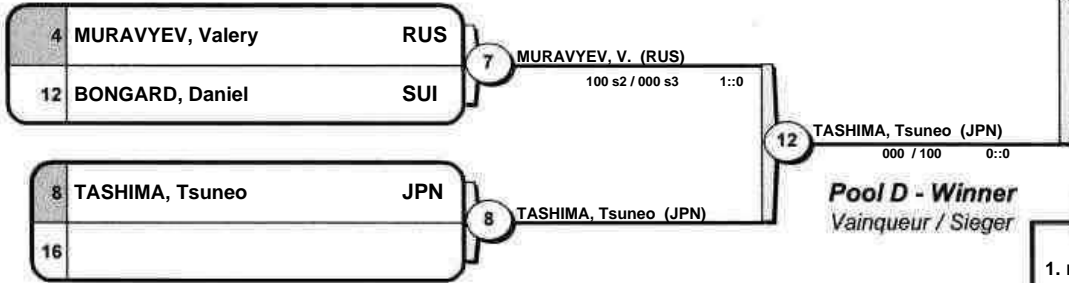 4 MURAVYEV, Valery RUS
12 BONGARD, Daniel SUI
7
MURAVYEV, V. (RUS)
100 s2 / 000 s3 1::0
8 TASHIMA, Tsuneo JPN
16
8
TASHIMA, Tsuneo (JPN)
12
TASHIMA, Tsuneo (JPN)
000 / 100 0::0
Pool D - Winner
Vainqueur / Sieger
1.